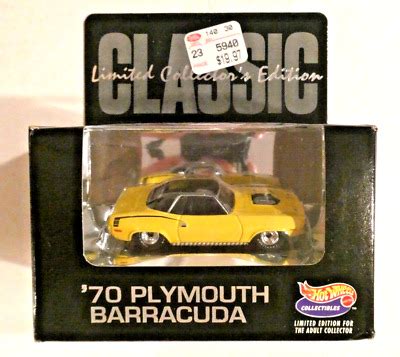 CLASSIC
Limited Collector's Edition
140 30
23 5940
$19.97
'70 PLYMOUTH
BARRACUDA
HOT WHEELS
COLLECTIBLES
LIMITED EDITION FOR
THE ADULT COLLECTOR